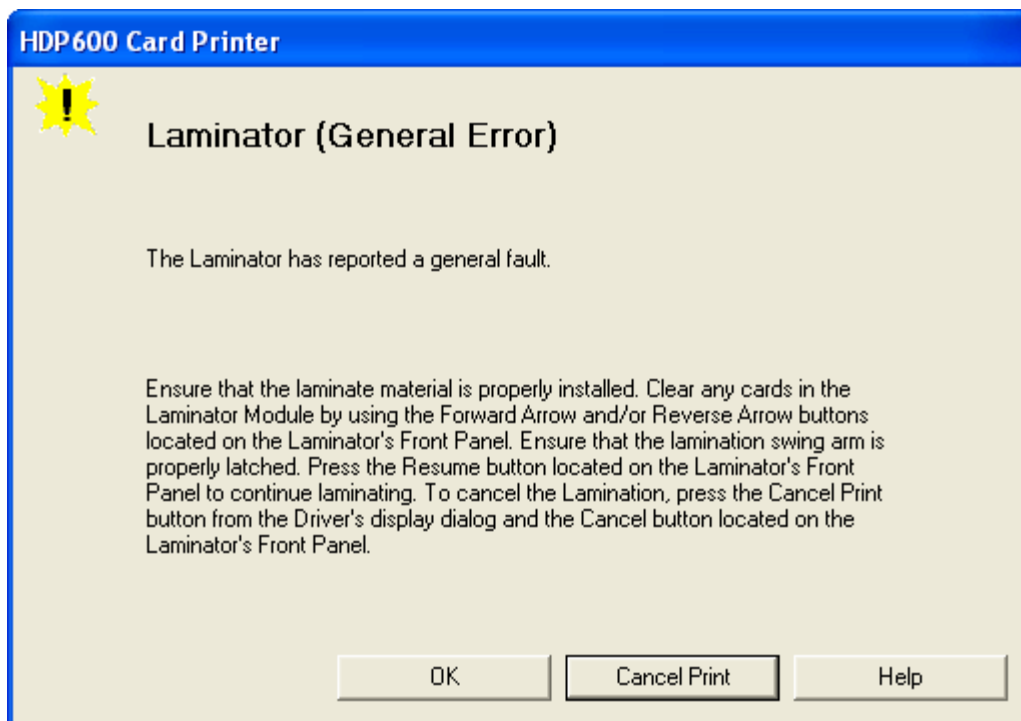 HDP600 Card Printer
!
Laminator (General Error)
The Laminator has reported a general fault.
Ensure that the laminate material is properly installed. Clear any cards in the
Laminator Module by using the Forward Arrow and/or Reverse Arrow buttons
located on the Laminator's Front Panel. Ensure that the lamination swing arm is
properly latched. Press the Resume button located on the Laminator's Front
Panel to continue laminating. To cancel the Lamination, press the Cancel Print
button from the Driver's display dialog and the Cancel button located on the
Laminator's Front Panel.
OK
Cancel Print
Help